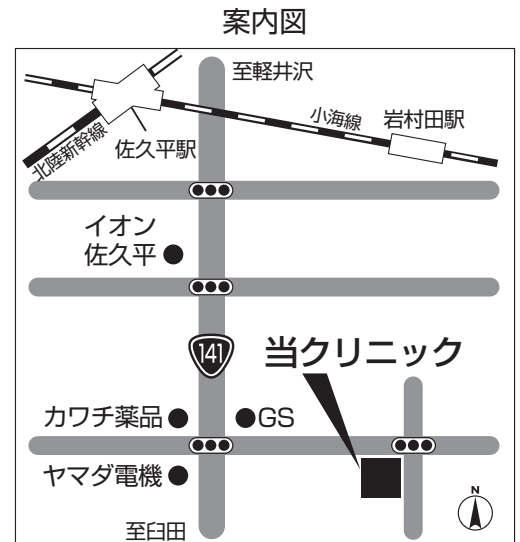 案内図
至軽井沢
小海線
岩村田駅
北陸新幹線
佐久平駅
イオン
佐久平
141
当クリニック
カワチ薬品
GS
ヤマダ電機
N
至臼田